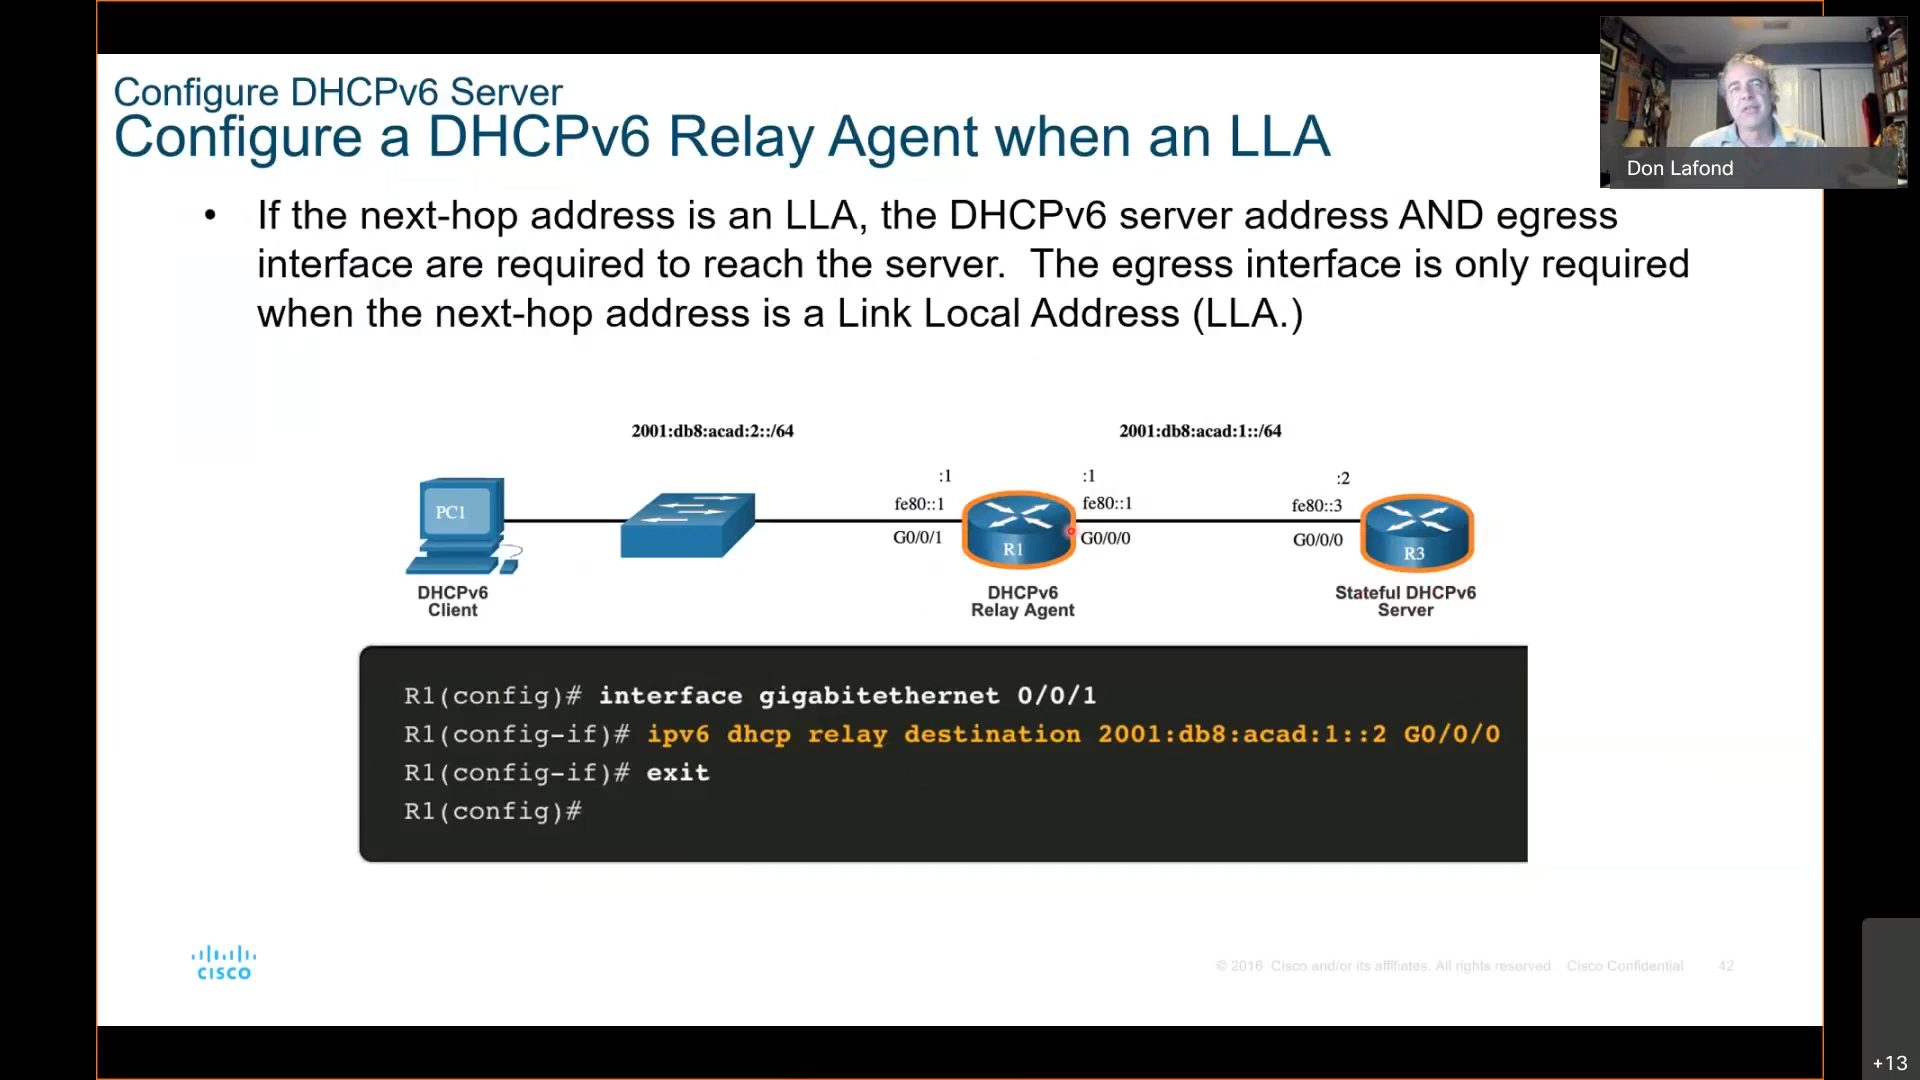 Configure DHCPv6 Server
Configure a DHCPv6 Relay Agent when an LLA
Don Lafond
• If the next-hop address is an LLA, the DHCPv6 server address AND egress
interface are required to reach the server. The egress interface is only required
when the next-hop address is a Link Local Address (LLA.)
2001:db8:acad:2::/64
2001:db8:acad:1::/64
:1
:1
:2
fe80::1
fe80::1
fe80::3
PC1
G0/0/1
R1
G0/0/0
G0/0/0
R3
DHCPv6
Client
DHCPv6
Relay Agent
Stateful DHCPv6
Server
R1(config)# interface gigabitethernet 0/0/1
R1(config-if)# ipv6 dhcp relay destination 2001:db8:acad:1::2 G0/0/0
R1(config-if)# exit
R1(config)#
CISCO
© 2016 Cisco and/or its affiliates. All rights reserved. Cisco Confidential 42
+13